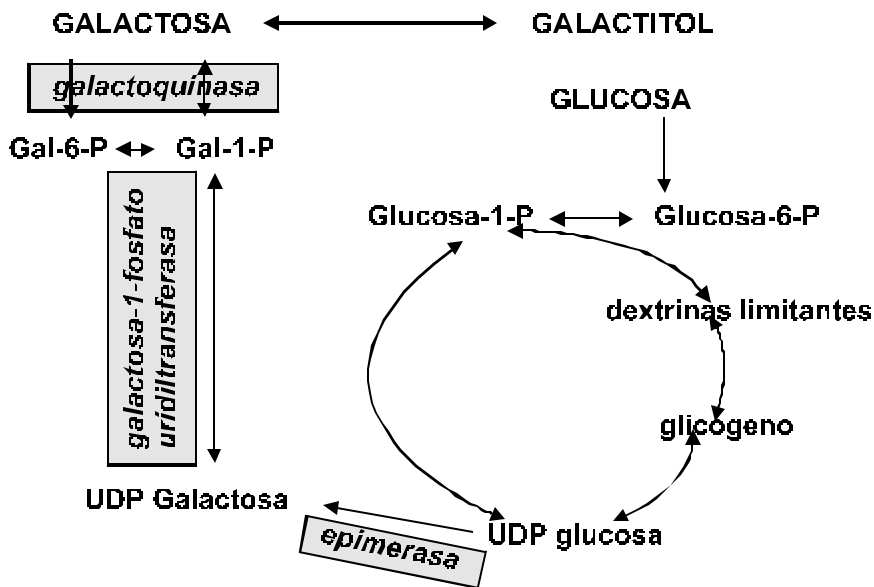 GALACTOSA
GALACTITOL
galactoquinasa
GLUCOSA
Gal-6-P
Gal-1-P
galactosa-1-fosfato
uridiltransferasa
Glucosa-1-P
Glucosa-6-P
dextrinas limitantes
glicógeno
UDP Galactosa
epimerasa
UDP glucosa